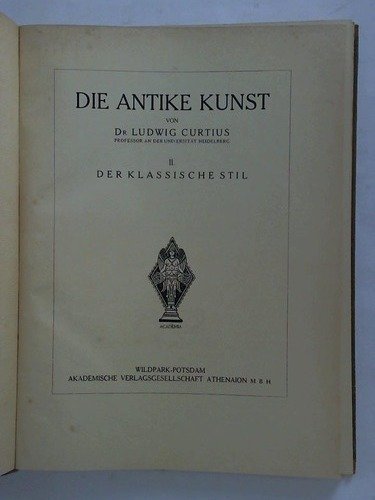 DIE ANTIKE KUNST
VON
DR LUDWIG CURTIUS
PROFESSOR AN DER UNIVERSITÄT HEIDELBERG
II
DER KLASSISCHE STIL
ACADEMIA
WILDPARK-POTSDAM
AKADEMISCHE VERLAGSGESELLSCHAFT ATHENAION M B H